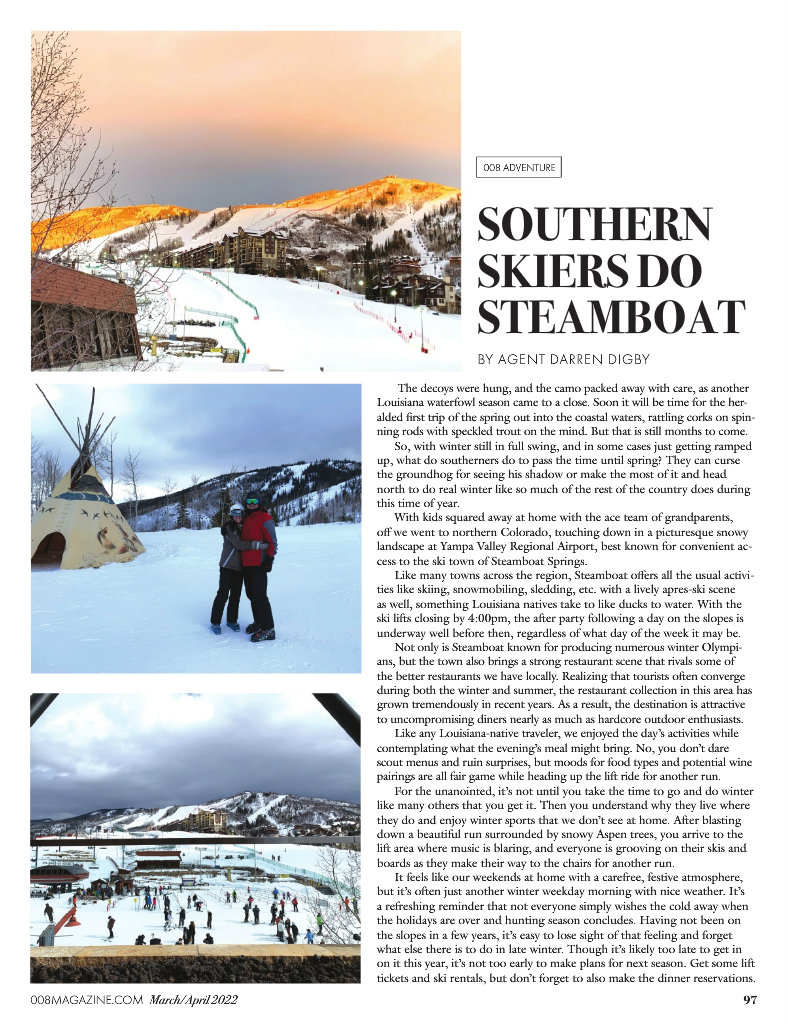 008 ADVENTURE
SOUTHERN
SKIERS DO
STEAMBOAT
BY AGENT DARREN DIGBY
The decoys were hung, and the camo packed away with care, as another
Louisiana waterfowl season came to a close. Soon it will be time for the her-
alded first trip of the spring out into the coastal waters, rattling corks on spin-
ning rods with speckled trout on the mind. But that is still months to come.
So, with winter still in full swing, and in some cases just getting ramped
up, what do southerners do to pass the time until spring? They can curse
the groundhog for seeing his shadow or make the most of it and head
north to do real winter like so much of the rest of the country does during
this time of year.
With kids squared away at home with the ace team of grandparents,
off we went to northern Colorado, touching down in a picturesque snowy
landscape at Yampa Valley Regional Airport, best known for convenient ac-
cess to the ski town of Steamboat Springs.
Like many towns across the region, Steamboat offers all the usual activi-
ties like skiing, snowmobiling, sledding, etc. with a lively apres-ski scene
as well, something Louisiana natives take to like ducks to water. With the
ski lifts closing by 4:00pm, the after party following a day on the slopes is
underway well before then, regardless of what day of the week it may be.
Not only is Steamboat known for producing numerous winter Olympi-
ans, but the town also brings a strong restaurant scene that rivals some of
the better restaurants we have locally. Realizing that tourists often converge
during both the winter and summer, the restaurant collection in this area has
grown tremendously in recent years. As a result, the destination is attractive
to uncompromising diners nearly as much as hardcore outdoor enthusiasts.
Like any Louisiana-native traveler, we enjoyed the day's activities while
contemplating what the evening's meal might bring. No, you don't dare
scout menus and ruin surprises, but moods for food types and potential wine
pairings are all fair game while heading up the lift ride for another run.
For the unanointed, it's not until you take the time to go and do winter
like many others that you get it. Then you understand why they live where
they do and enjoy winter sports that we don't see at home. After blasting
down a beautiful run surrounded by snowy Aspen trees, you arrive to the
lift area where music is blaring, and everyone is grooving on their skis and
boards as they make their way to the chairs for another run.
It feels like our weekends at home with a carefree, festive atmosphere,
but it's often just another winter weekday morning with nice weather. It's
a refreshing reminder that not everyone simply wishes the cold away when
the holidays are over and hunting season concludes. Having not been on
the slopes in a few years, it's easy to lose sight of that feeling and forget
what else there is to do in late winter. Though it's likely too late to get in
on it this year, it's not too early to make plans for next season. Get some lift
tickets and ski rentals, but don't forget to also make the dinner reservations.
008MAGAZINE.COM March/April 2022
97